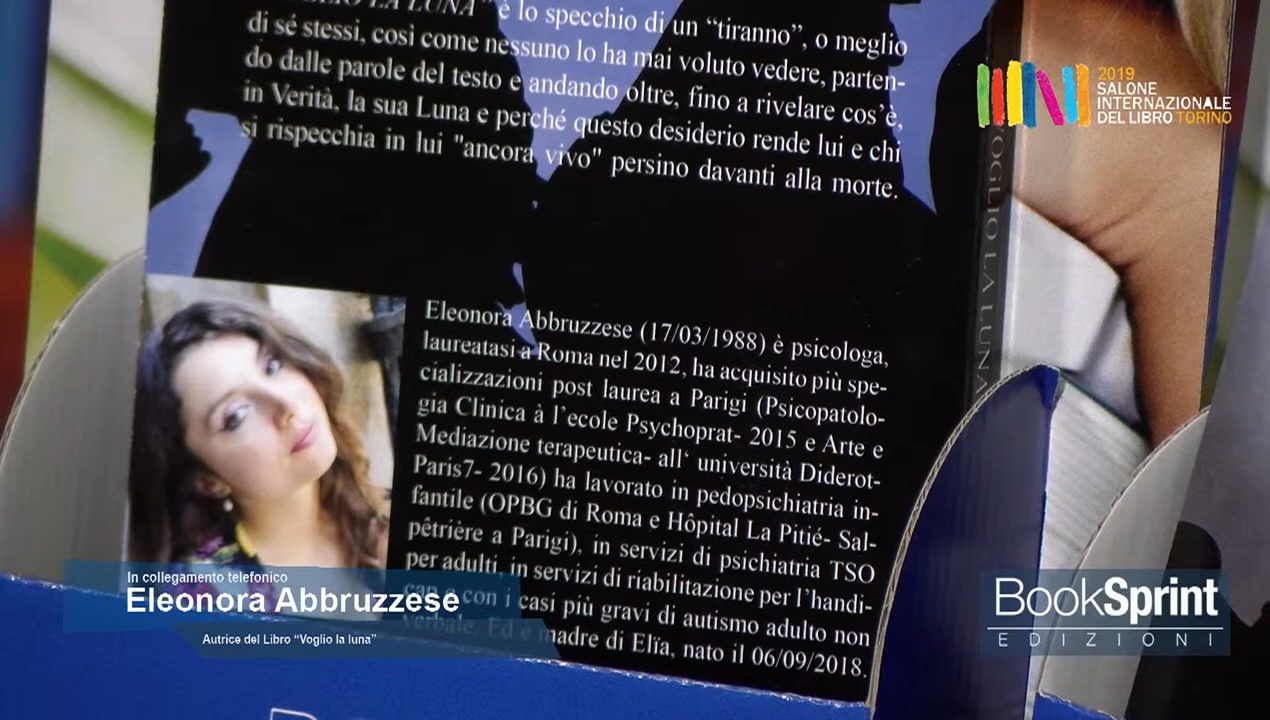 LA LUNA" è lo specchio di un “tiranno”, o meglio
di sé stessi, così come nessuno lo ha mai voluto vedere, parten-
do dalle parole del testo e andando oltre, fino a rivelare cos’è,
in Verità, la sua Luna e perché questo desiderio rende lui e chi
si rispecchia in lui "ancora vivo" persino davanti alla morte.
2019
SALONE
INTERNAZIONALE
DEL LIBRO TORINO
VOGLIO LA LUNA
Eleonora Abbruzzese (17/03/1988) è psicologa,
laureatasi a Roma nel 2012, ha acquisito più spe-
cializzazioni post laurea a Parigi (Psicopatolo-
gia Clinica à l’ecole Psychoprat- 2015 e Arte e
Mediazione terapeutica- all‘ università Diderot-
Paris7- 2016) ha lavorato in pedopsichiatria in-
fantile (OPBG di Roma e Hôpital La Pitié- Sal-
pêtrière a Parigi), in servizi di psichiatria TSO
per adulti, in servizi di riabilitazione per l’handi-
cap e con i casi più gravi di autismo adulto non
verbale. Ed è madre di Elïa, nato il 06/09/2018.
In collegamento telefonico
Eleonora Abbruzzese
Autrice del Libro “Voglio la luna”
BookSprint
EDIZIONI